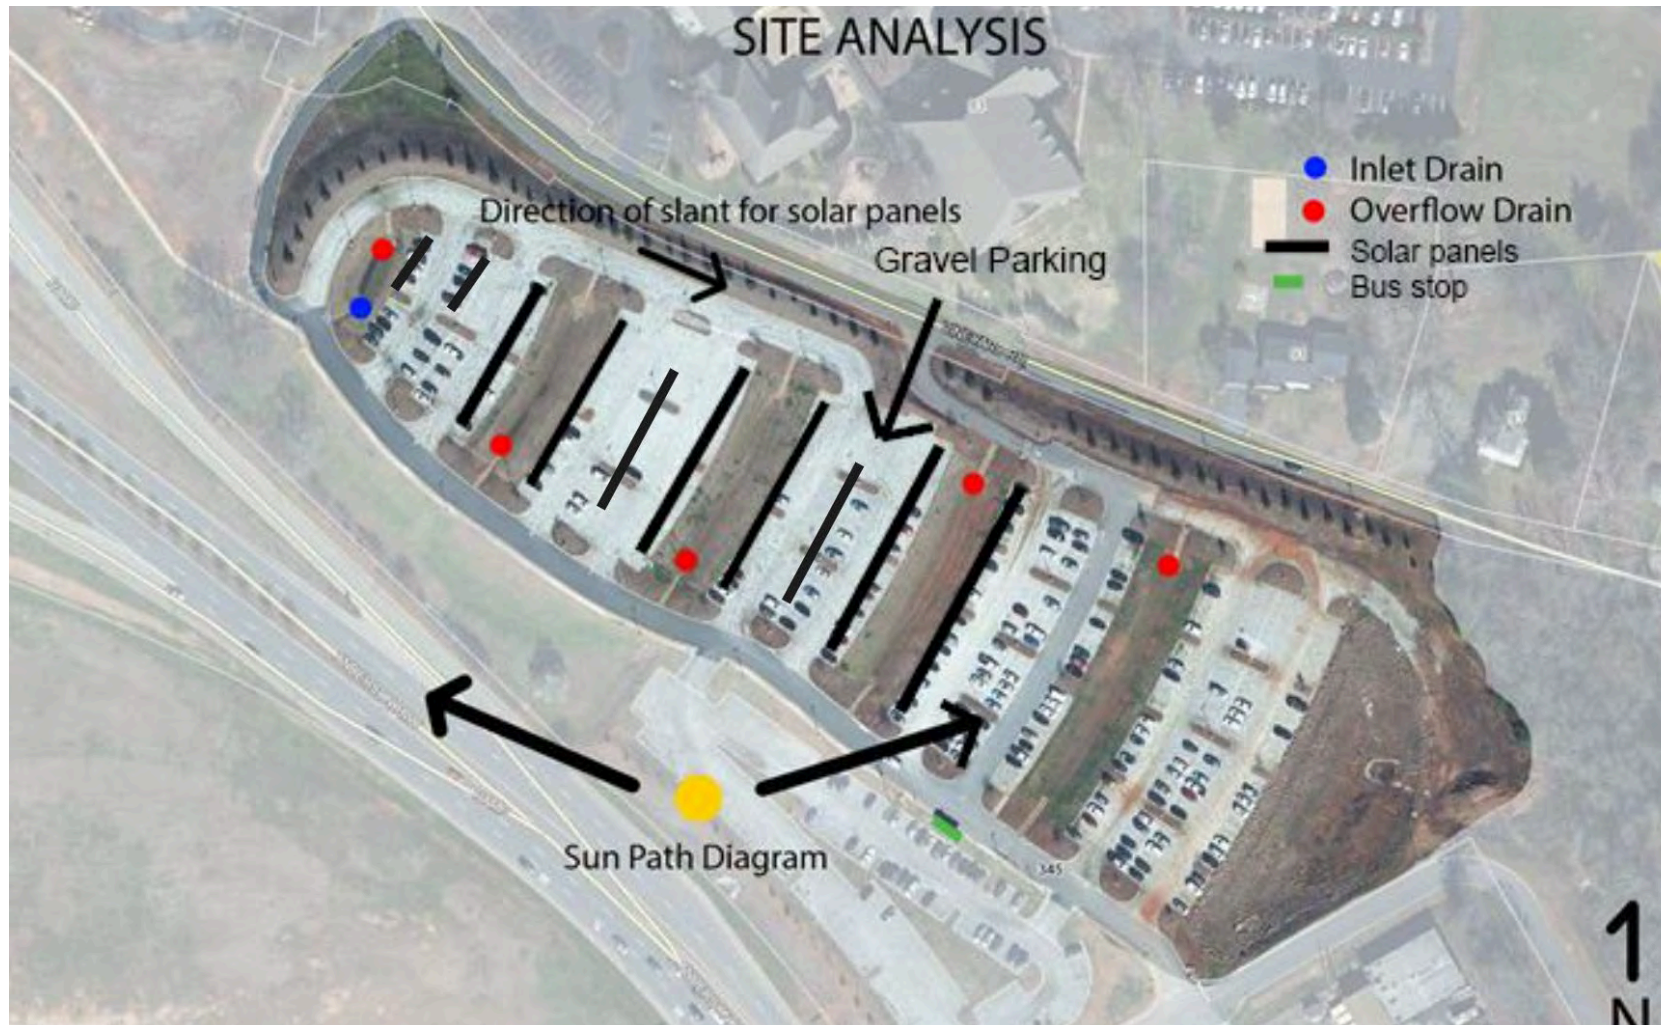 SITE ANALYSIS
Inlet Drain
Direction of slant for solar panels
Overflow Drain
Gravel Parking
Solar panels
Bus stop
Sun Path Diagram
345
N